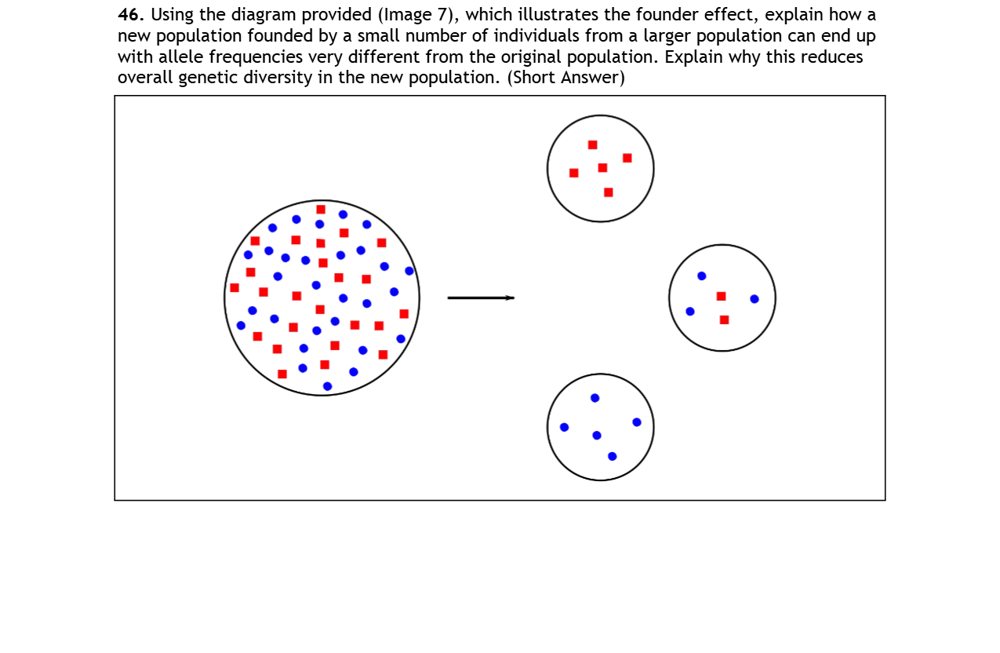 46. Using the diagram provided (Image 7), which illustrates the founder effect, explain how a
new population founded by a small number of individuals from a larger population can end up
with allele frequencies very different from the original population. Explain why this reduces
overall genetic diversity in the new population. (Short Answer)